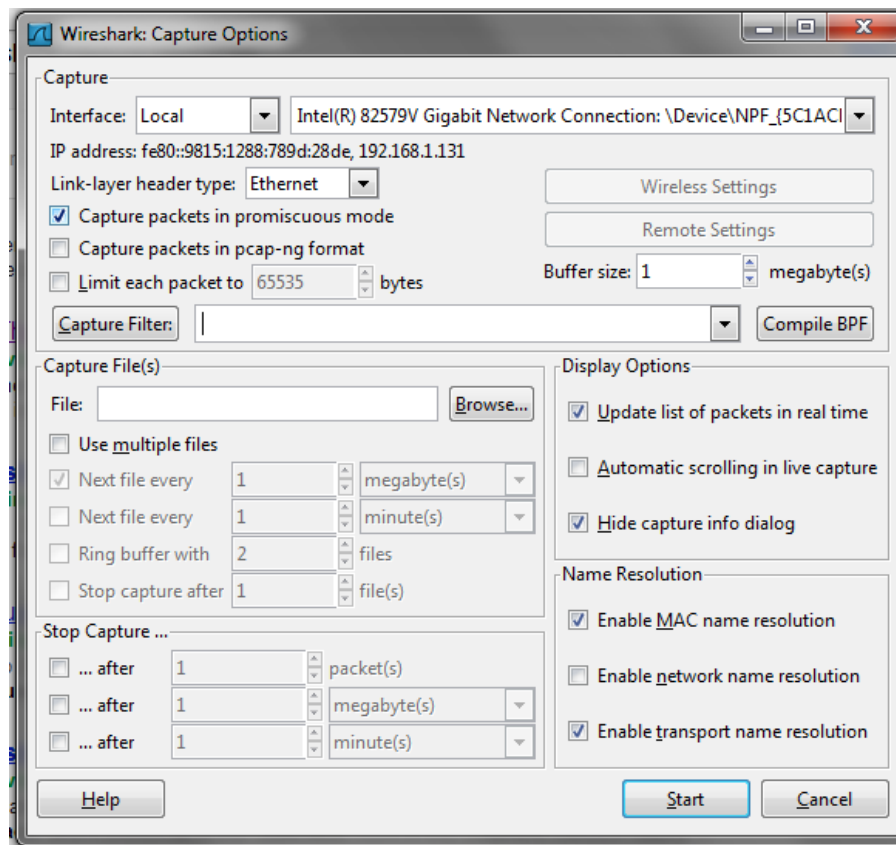 Wireshark: Capture Options
Capture
Interface: Local Intel(R) 82579V Gigabit Network Connection: \Device\NPF_{5C1ACI
IP address: fe80::9815:1288:789d:28de, 192.168.1.131
Link-layer header type: Ethernet
Wireless Settings
Capture packets in promiscuous mode
Remote Settings
Capture packets in pcap-ng format
Limit each packet to 65535 bytes
Buffer size: 1 megabyte(s)
Capture Filter: Compile BPF
Capture File(s)
File: Browse...
Use multiple files
Next file every 1 megabyte(s)
Next file every 1 minute(s)
Ring buffer with 2 files
Stop capture after 1 file(s)
Stop Capture ...
... after 1 packet(s)
... after 1 megabyte(s)
... after 1 minute(s)
Display Options
Update list of packets in real time
Automatic scrolling in live capture
Hide capture info dialog
Name Resolution
Enable MAC name resolution
Enable network name resolution
Enable transport name resolution
Help Start Cancel